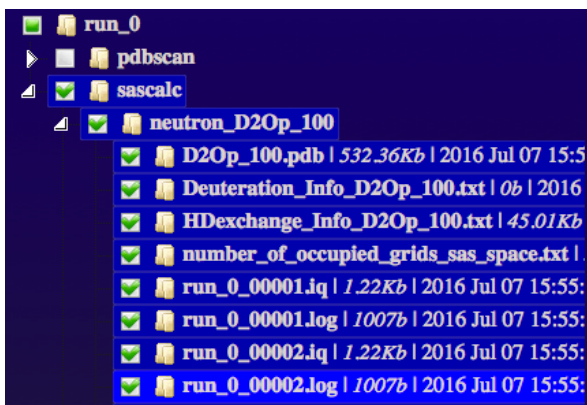 run_0
pdbscan
sascalc
neutron_D2Op_100
D2Op_100.pdb | 532.36Kb | 2016 Jul 07 15:5
Deuteration_Info_D2Op_100.txt | 0b | 2016
HDexchange_Info_D2Op_100.txt | 45.01Kb
number_of_occupied_grids_sas_space.txt |
run_0_00001.iq | 1.22Kb | 2016 Jul 07 15:55:
run_0_00001.log | 1007b | 2016 Jul 07 15:55:
run_0_00002.iq | 1.22Kb | 2016 Jul 07 15:55:
run_0_00002.log | 1007b | 2016 Jul 07 15:55: